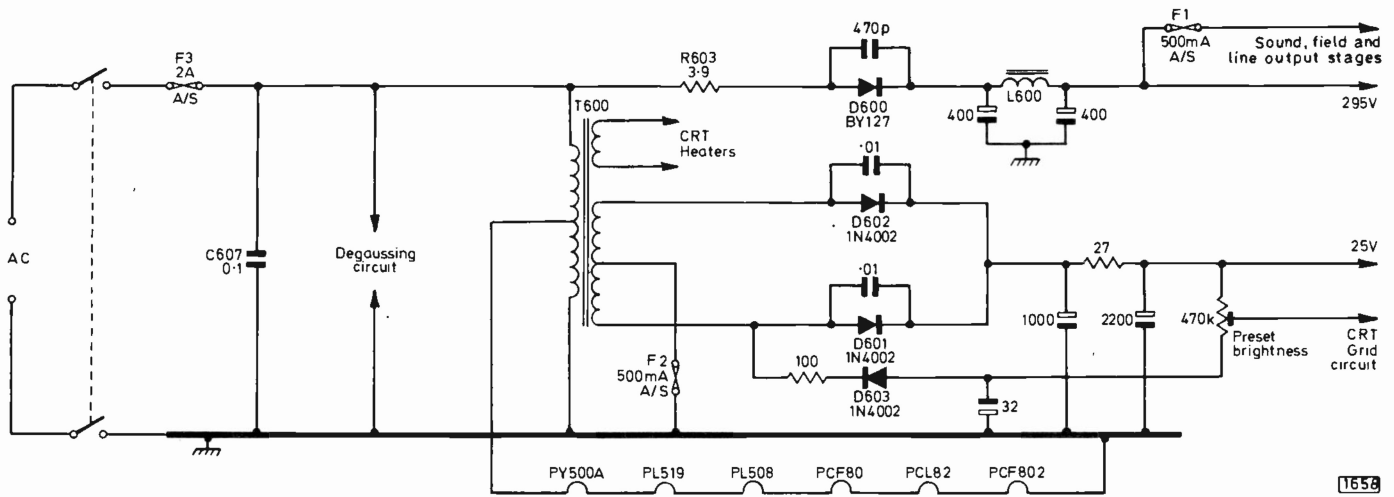 F1
500mA
A/S
Sound, field and
line output stages
470p
F3
2A
A/S
R603
3·9
D600
BY127
L600
400
400
295V
T600
CRT
Heaters
·01
D602
1N4002
AC
C607
0·1
Degaussing
circuit
27
25V
·01
D601
1N4002
1000
2200
470k
Preset
brightness
CRT
Grid
circuit
F2
500mA
A/S
100
D603
1N4002
32
PY500A
PL519
PL508
PCF80
PCL82
PCF802
1658